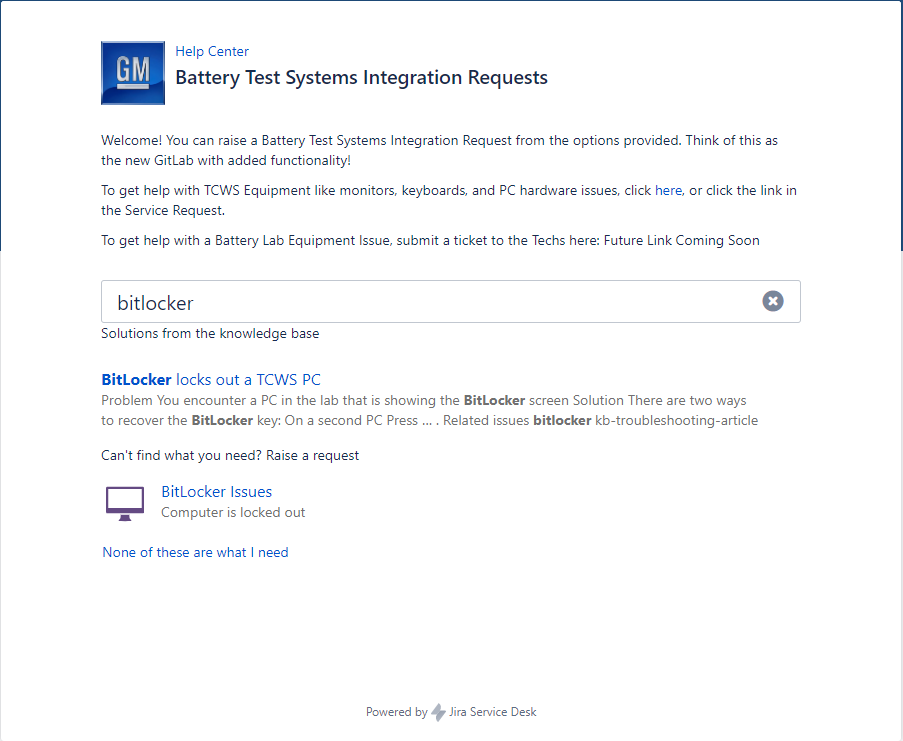 GM
Help Center
Battery Test Systems Integration Requests
Welcome! You can raise a Battery Test Systems Integration Request from the options provided. Think of this as
the new GitLab with added functionality!
To get help with TCWS Equipment like monitors, keyboards, and PC hardware issues, click here, or click the link in
the Service Request.
To get help with a Battery Lab Equipment Issue, submit a ticket to the Techs here: Future Link Coming Soon
bitlocker
Solutions from the knowledge base
BitLocker locks out a TCWS PC
Problem You encounter a PC in the lab that is showing the BitLocker screen Solution There are two ways
to recover the BitLocker key: On a second PC Press ... . Related issues bitlocker kb-troubleshooting-article
Can't find what you need? Raise a request
BitLocker Issues
Computer is locked out
None of these are what I need
Powered by Jira Service Desk